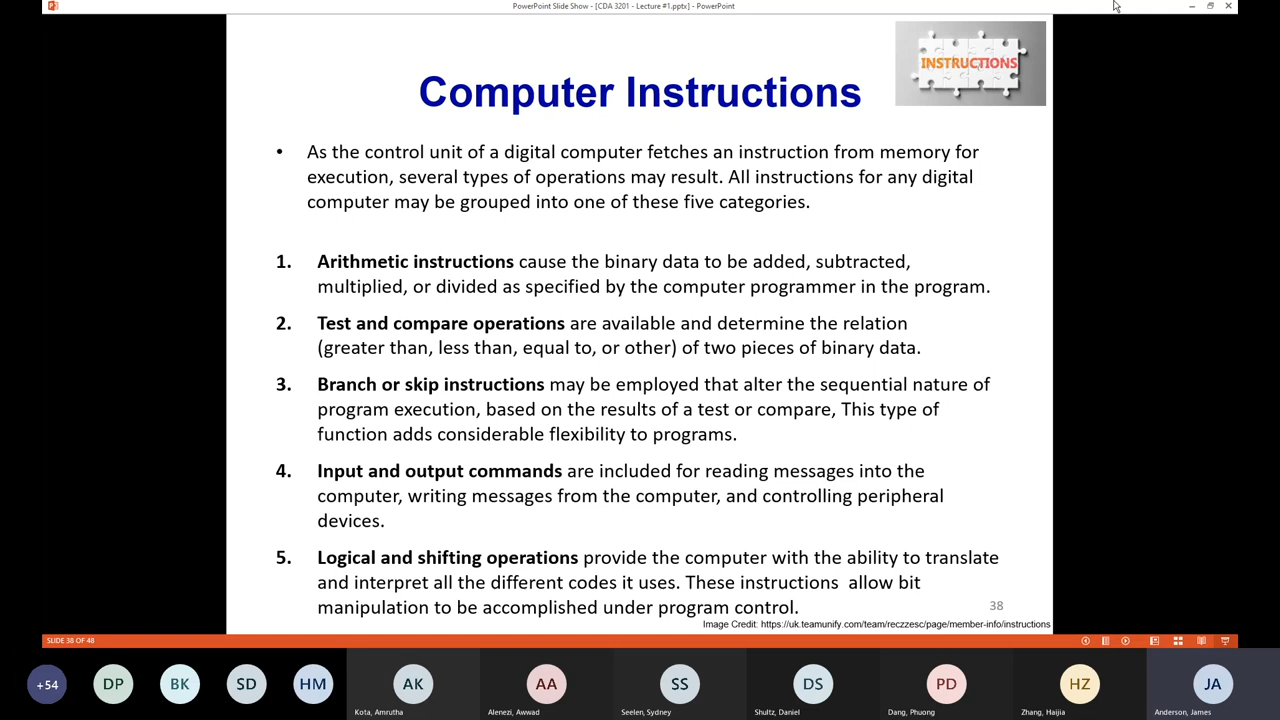 PowerPoint Slide Show - [CDA 3201 - Lecture #1.pptx] - PowerPoint
INSTRUCTIONS
Computer Instructions
• As the control unit of a digital computer fetches an instruction from memory for
execution, several types of operations may result. All instructions for any digital
computer may be grouped into one of these five categories.
1. Arithmetic instructions cause the binary data to be added, subtracted,
multiplied, or divided as specified by the computer programmer in the program.
2. Test and compare operations are available and determine the relation
(greater than, less than, equal to, or other) of two pieces of binary data.
3. Branch or skip instructions may be employed that alter the sequential nature of
program execution, based on the results of a test or compare, This type of
function adds considerable flexibility to programs.
4. Input and output commands are included for reading messages into the
computer, writing messages from the computer, and controlling peripheral
devices.
5. Logical and shifting operations provide the computer with the ability to translate
and interpret all the different codes it uses. These instructions allow bit
manipulation to be accomplished under program control.
38
Image Credit: https://uk.teamunify.com/team/reczzesc/page/member-info/instructions
SLIDE 38 OF 48
+54 DP BK SD HM AK AA SS DS PD HZ JA
Kota, Amrutha Alenezi, Awwad Seelen, Sydney Shultz, Daniel Dang, Phuong Zhang, Haijia Anderson, James